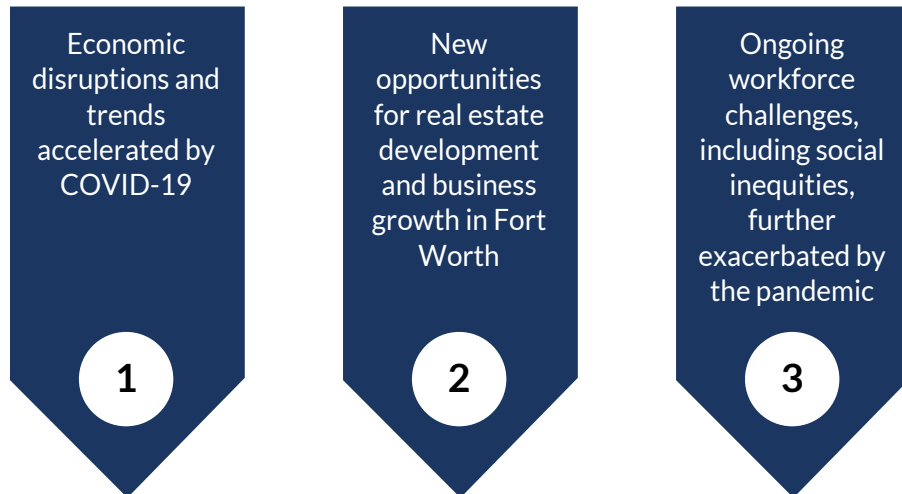 Economic
disruptions and
trends
accelerated by
COVID-19
1
New
opportunities
for real estate
development
and business
growth in Fort
Worth
2
Ongoing
workforce
challenges,
including social
inequities,
further
exacerbated by
the pandemic
3